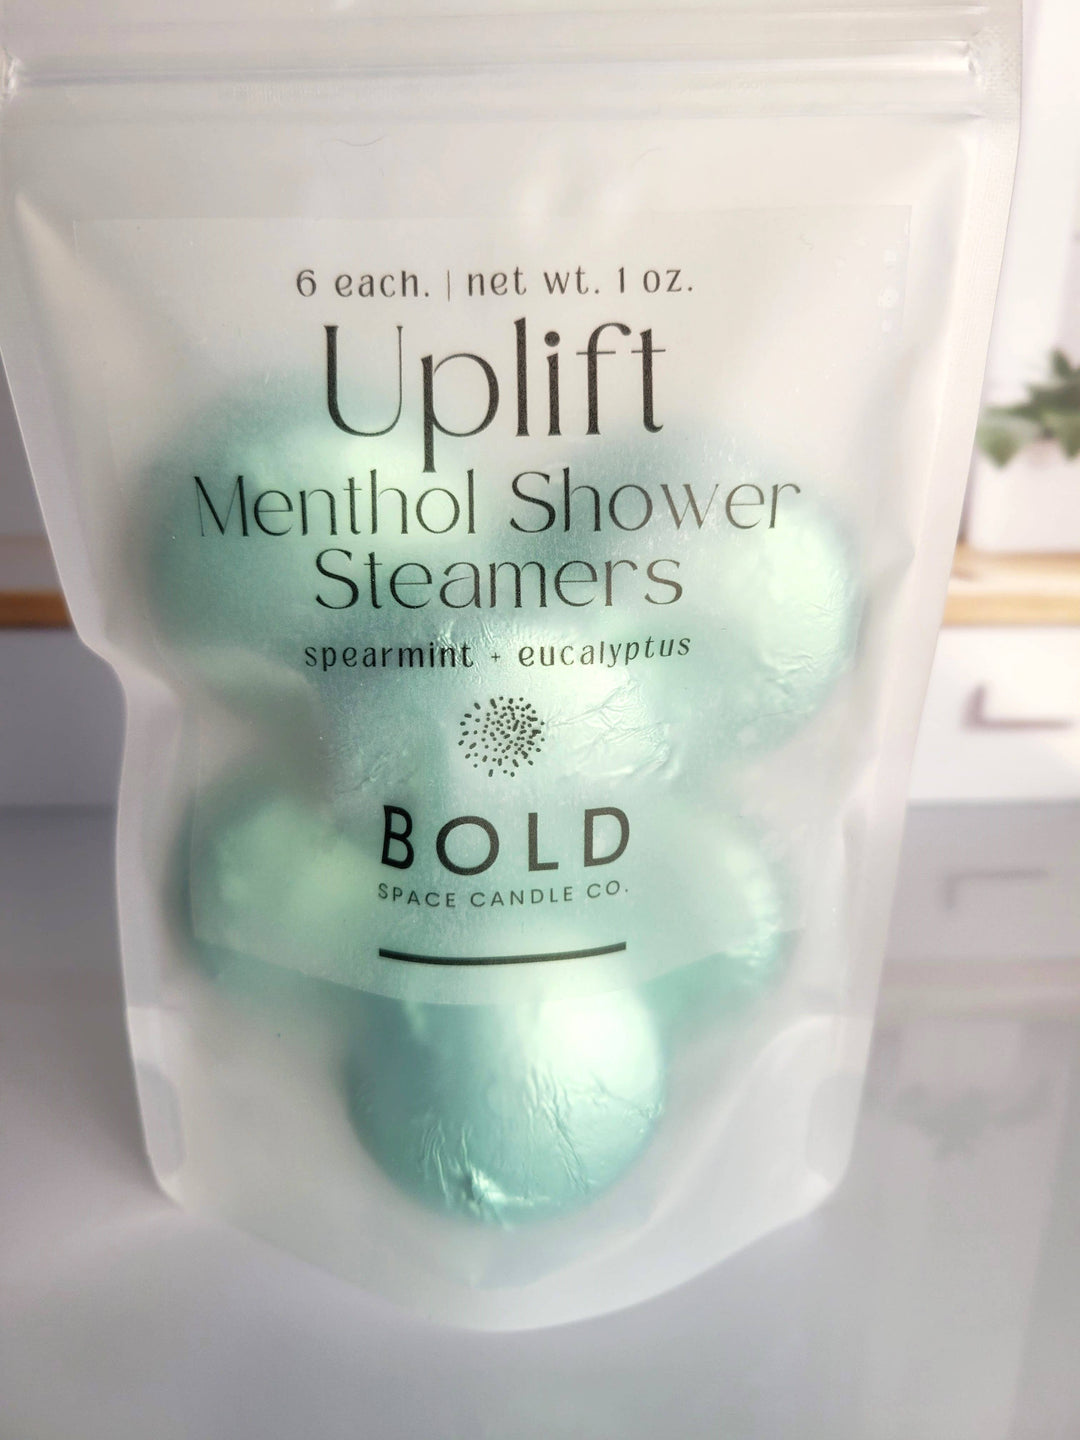 6 each. | net wt. 1 oz.
Uplift
Menthol Shower
Steamers
spearmint + eucalyptus
BOLD
SPACE CANDLE CO.